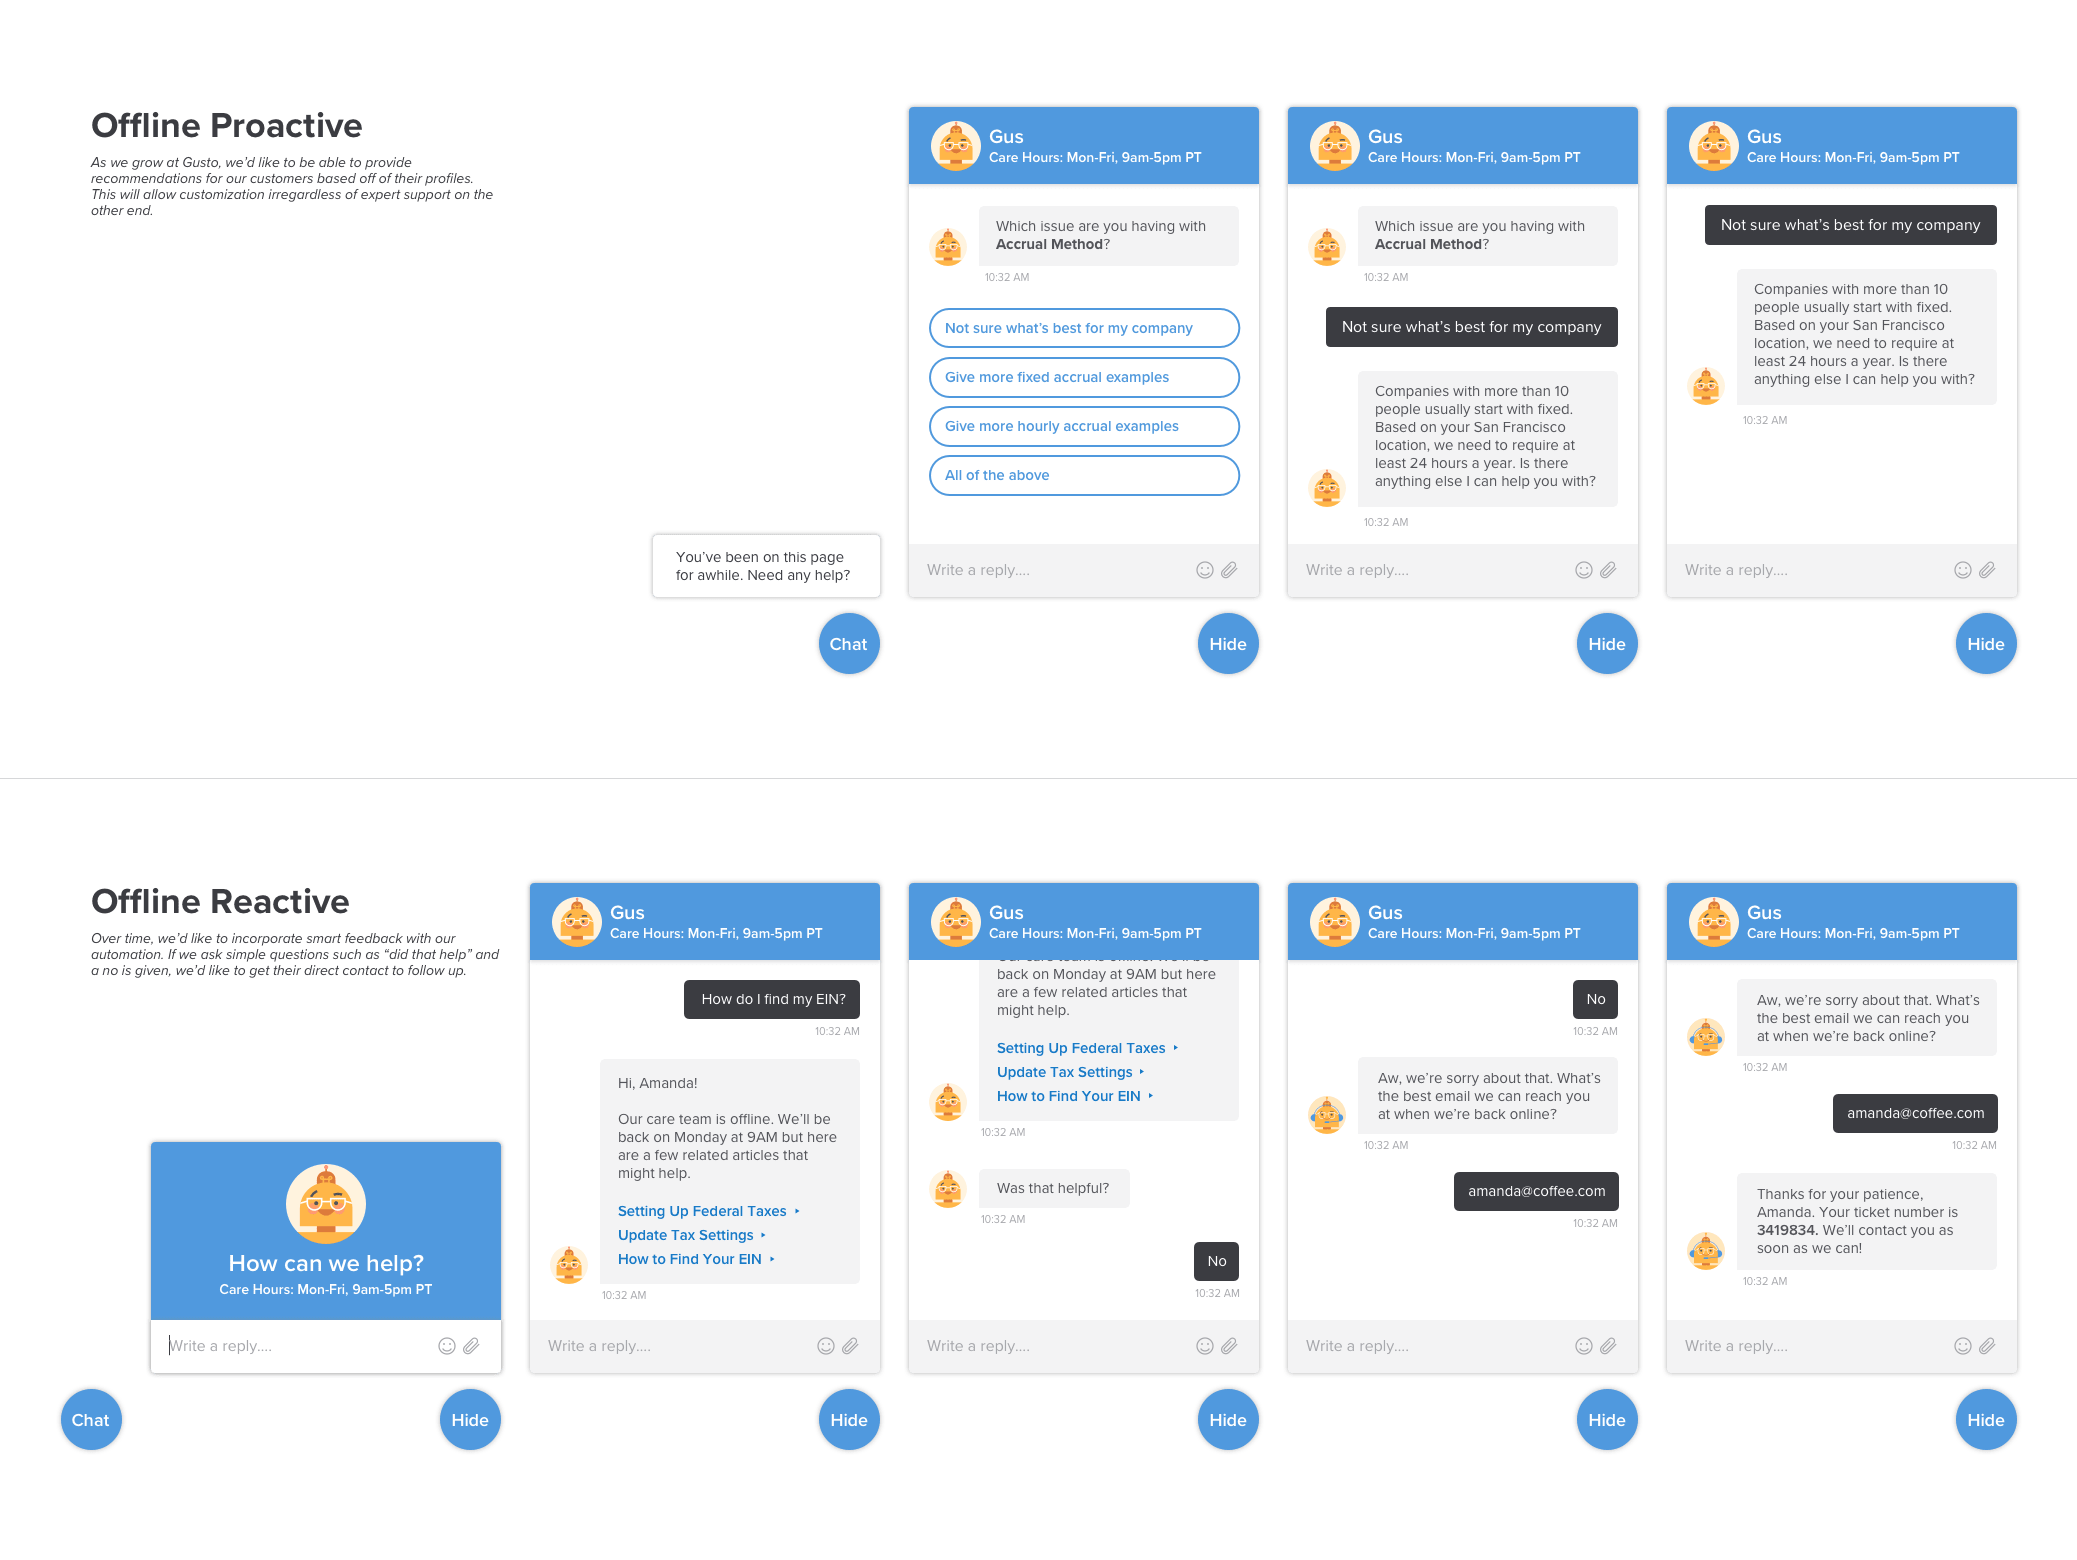 Offline Proactive
As we grow at Gusto, we’d like to be able to provide
recommendations for our customers based off of their profiles.
This will allow customization irregardless of expert support on the
other end.
You’ve been on this page
for awhile. Need any help?
Chat
Gus
Care Hours: Mon-Fri, 9am-5pm PT
Which issue are you having with
Accrual Method?
10:32 AM
Not sure what’s best for my company
Give more fixed accrual examples
Give more hourly accrual examples
All of the above
Write a reply....
Hide
Gus
Care Hours: Mon-Fri, 9am-5pm PT
Which issue are you having with
Accrual Method?
10:32 AM
Not sure what’s best for my company
Companies with more than 10
people usually start with fixed.
Based on your San Francisco
location, we need to require at
least 24 hours a year. Is there
anything else I can help you with?
10:32 AM
Write a reply....
Hide
Gus
Care Hours: Mon-Fri, 9am-5pm PT
Not sure what’s best for my company
Companies with more than 10
people usually start with fixed.
Based on your San Francisco
location, we need to require at
least 24 hours a year. Is there
anything else I can help you with?
10:32 AM
Write a reply....
Hide
Offline Reactive
Over time, we’d like to incorporate smart feedback with our
automation. If we ask simple questions such as “did that help” and
a no is given, we’d like to get their direct contact to follow up.
Chat
How can we help?
Care Hours: Mon-Fri, 9am-5pm PT
Write a reply....
Hide
Gus
Care Hours: Mon-Fri, 9am-5pm PT
How do I find my EIN?
10:32 AM
Hi, Amanda!
Our care team is offline. We’ll be
back on Monday at 9AM but here
are a few related articles that
might help.
Setting Up Federal Taxes
Update Tax Settings
How to Find Your EIN
10:32 AM
Write a reply....
Hide
Gus
Care Hours: Mon-Fri, 9am-5pm PT
Our care team is offline. We’ll be
back on Monday at 9AM but here
are a few related articles that
might help.
Setting Up Federal Taxes
Update Tax Settings
How to Find Your EIN
10:32 AM
Was that helpful?
10:32 AM
No
10:32 AM
Write a reply....
Hide
Gus
Care Hours: Mon-Fri, 9am-5pm PT
No
10:32 AM
Aw, we’re sorry about that. What’s
the best email we can reach you
at when we’re back online?
10:32 AM
amanda@coffee.com
10:32 AM
Write a reply....
Hide
Gus
Care Hours: Mon-Fri, 9am-5pm PT
Aw, we’re sorry about that. What’s
the best email we can reach you
at when we’re back online?
10:32 AM
amanda@coffee.com
10:32 AM
Thanks for your patience,
Amanda. Your ticket number is
3419834. We’ll contact you as
soon as we can!
10:32 AM
Write a reply....
Hide